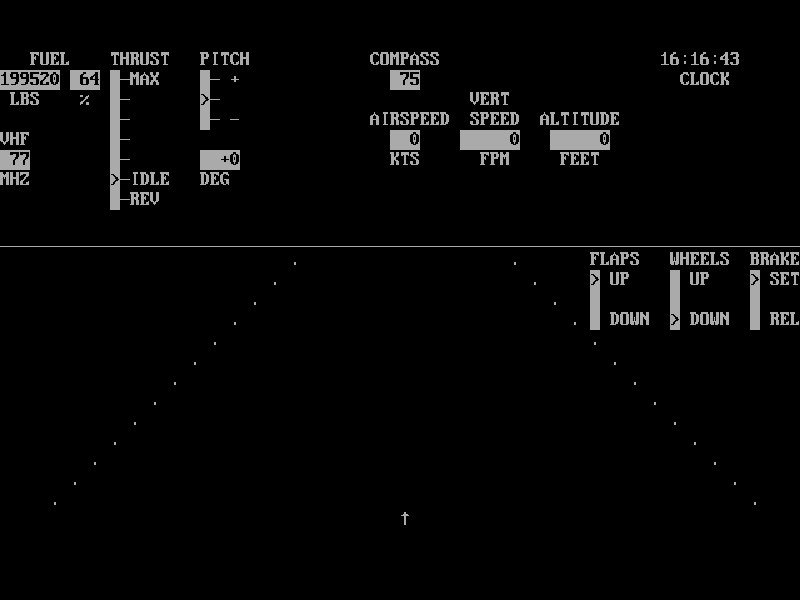 FUEL THRUST PITCH COMPASS 16:16:43
199520 64 MAX + 75 CLOCK
LBS % VERT
- AIRSPEED SPEED ALTITUDE
VHF 0 0 0
77 +0 KTS FPM FEET
MHZ IDLE DEG
REV
FLAPS WHEELS BRAKE
UP UP SET
DOWN DOWN REL